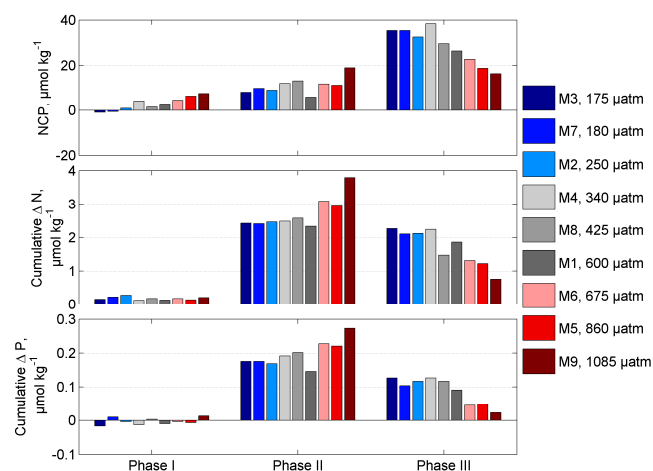 40
20
0
-20
NCP, µmol kg-1
4
3
2
1
0
Cumulative Δ N,
µmol kg-1
0.3
0.2
0.1
0
-0.1
Cumulative Δ P,
µmol kg-1
Phase I
Phase II
Phase III
M3, 175 µatm
M7, 180 µatm
M2, 250 µatm
M4, 340 µatm
M8, 425 µatm
M1, 600 µatm
M6, 675 µatm
M5, 860 µatm
M9, 1085 µatm